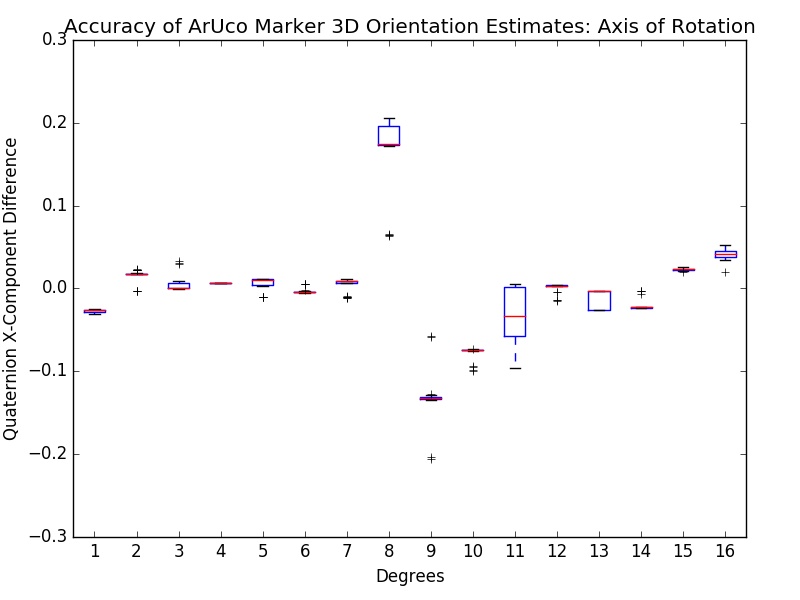 Accuracy of ArUco Marker 3D Orientation Estimates: Axis of Rotation
Quaternion X-Component Difference
0.3
0.2
0.1
0.0
−0.1
−0.2
−0.3
1 2 3 4 5 6 7 8 9 10 11 12 13 14 15 16
Degrees